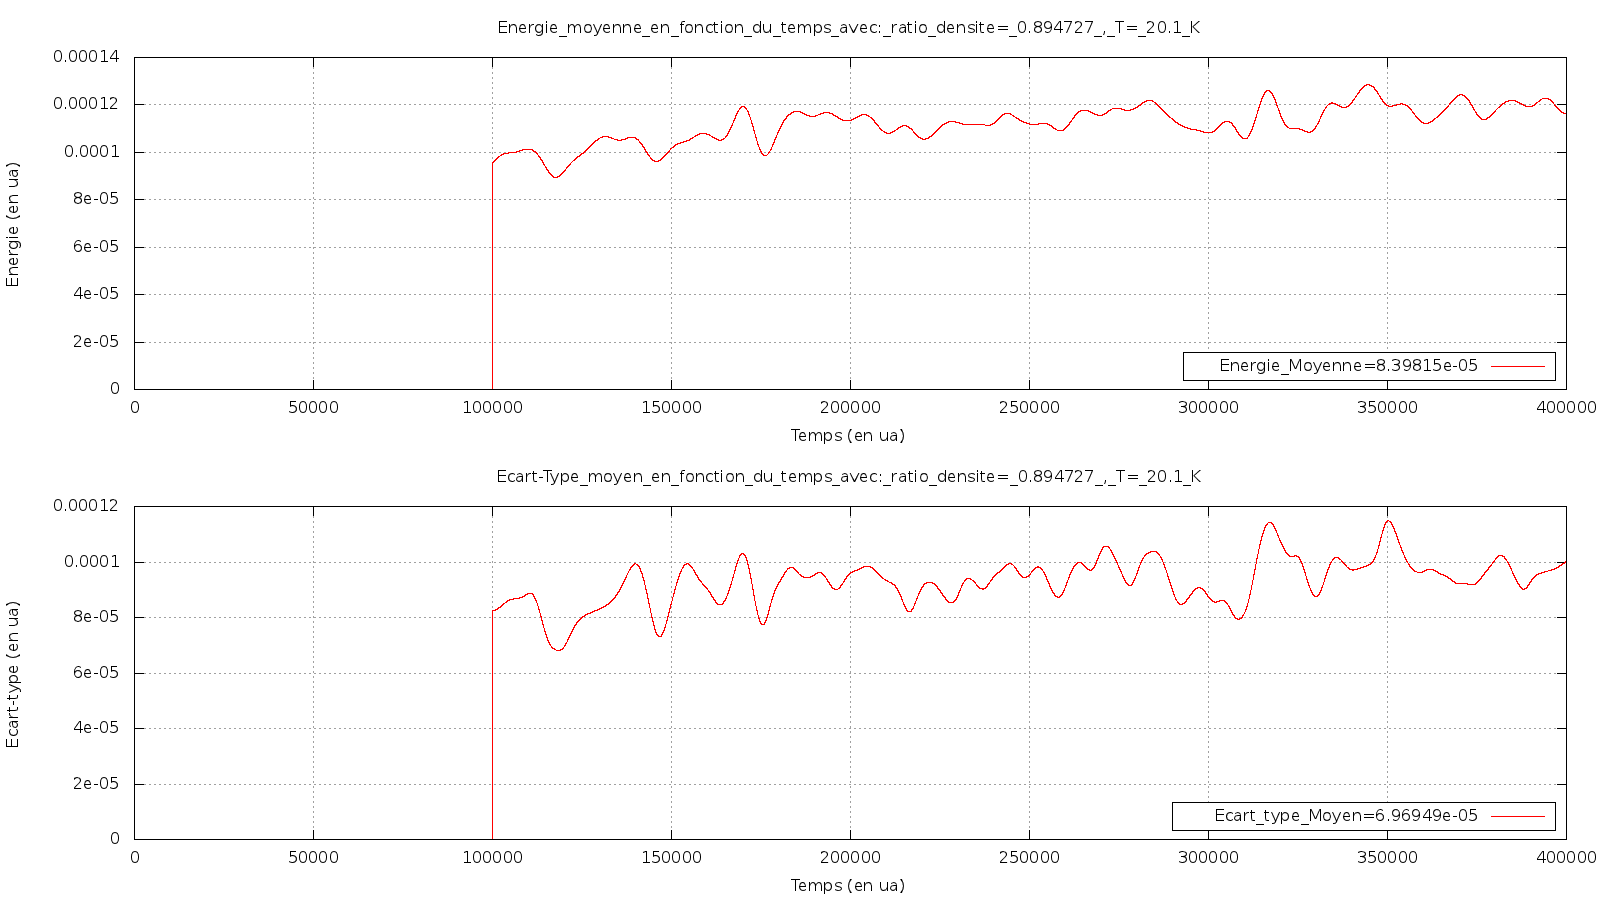 Energie_moyenne_en_fonction_du_temps_avec:_ratio_densite=_0.894727_,_T=_20.1_K
0.00014
0.00012
0.0001
8e-05
6e-05
4e-05
2e-05
0
Energie (en ua)
Energie_Moyenne=8.39815e-05
0 50000 100000 150000 200000 250000 300000 350000 400000
Temps (en ua)
Ecart-Type_moyen_en_fonction_du_temps_avec:_ratio_densite=_0.894727_,_T=_20.1_K
0.00012
0.0001
8e-05
6e-05
4e-05
2e-05
0
Ecart-type (en ua)
Ecart_type_Moyen=6.96949e-05
0 50000 100000 150000 200000 250000 300000 350000 400000
Temps (en ua)